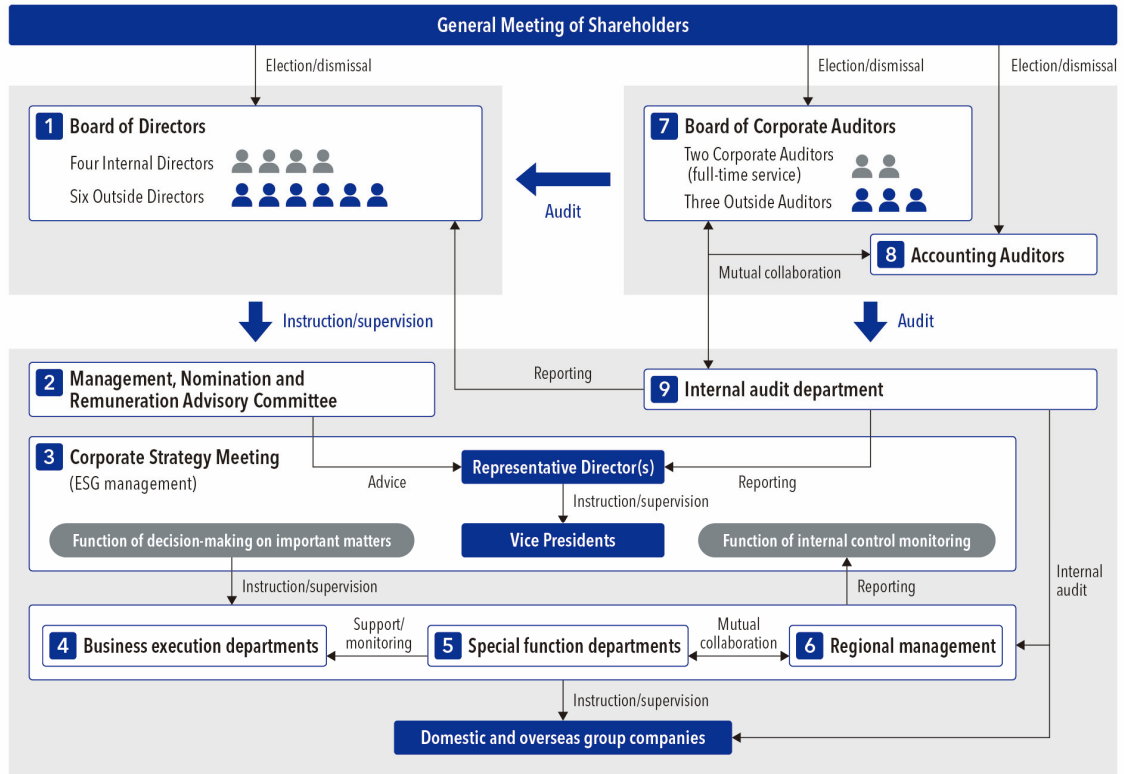 General Meeting of Shareholders
Election/dismissal
Election/dismissal
Election/dismissal
1 Board of Directors
Four Internal Directors
Six Outside Directors
Audit
7 Board of Corporate Auditors
Two Corporate Auditors
(full-time service)
Three Outside Auditors
8 Accounting Auditors
Mutual collaboration
Instruction/supervision
Audit
2 Management, Nomination and
Remuneration Advisory Committee
Reporting
9 Internal audit department
3 Corporate Strategy Meeting
(ESG management)
Advice
Representative Director(s)
Reporting
Instruction/supervision
Vice Presidents
Function of decision-making on important matters
Function of internal control monitoring
Instruction/supervision
Reporting
Internal
audit
4 Business execution departments
Support/
monitoring
5 Special function departments
Mutual
collaboration
6 Regional management
Instruction/supervision
Domestic and overseas group companies